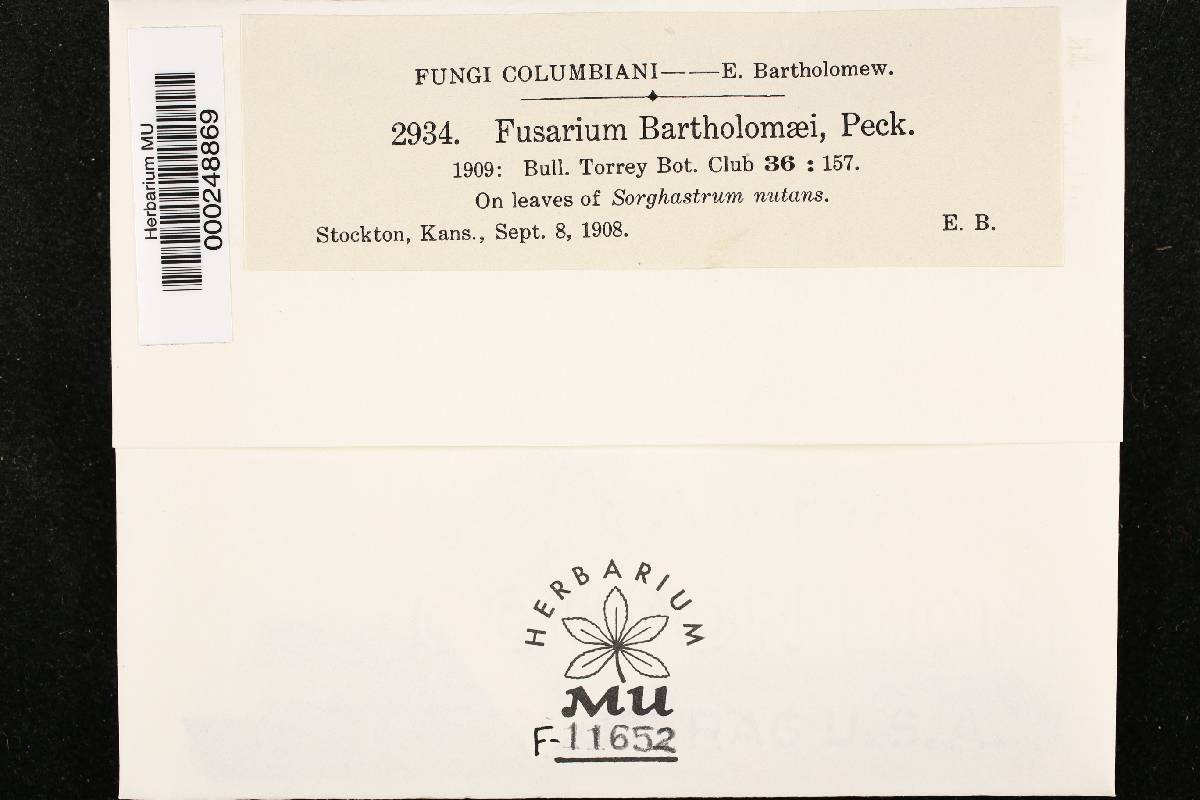 FUNGI COLUMBIANI——E. Bartholomew.
2934. Fusarium Bartholomæi, Peck.
1909: Bull. Torrey Bot. Club 36 : 157.
On leaves of Sorghastrum nutans.
Stockton, Kans., Sept. 8, 1908. E. B.
Herbarium MU
000248869
HERBARIUM
MU
F-11652